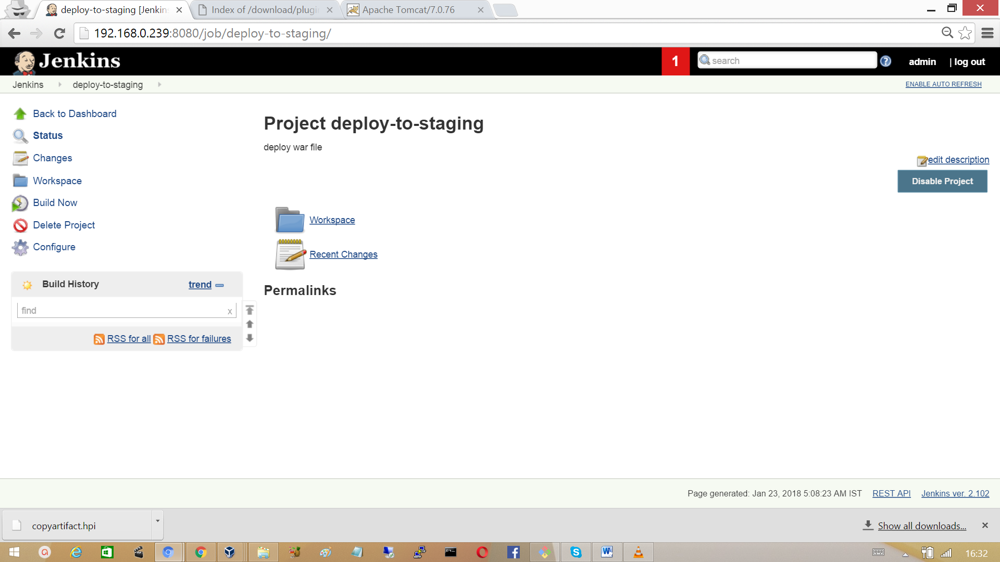 deploy-to-staging [Jenkins
Index of /download/plugi
Apache Tomcat/7.0.76
192.168.0.239:8080/job/deploy-to-staging/
Jenkins
1
search
admin
| log out
Jenkins
deploy-to-staging
ENABLE AUTO REFRESH
Back to Dashboard
Status
Changes
Workspace
Build Now
Delete Project
Configure
Build History
trend
find
x
RSS for all
RSS for failures
Project deploy-to-staging
deploy war file
edit description
Disable Project
Workspace
Recent Changes
Permalinks
Page generated: Jan 23, 2018 5:08:23 AM IST
REST API
Jenkins ver. 2.102
copyartifact.hpi
Show all downloads...
16:32